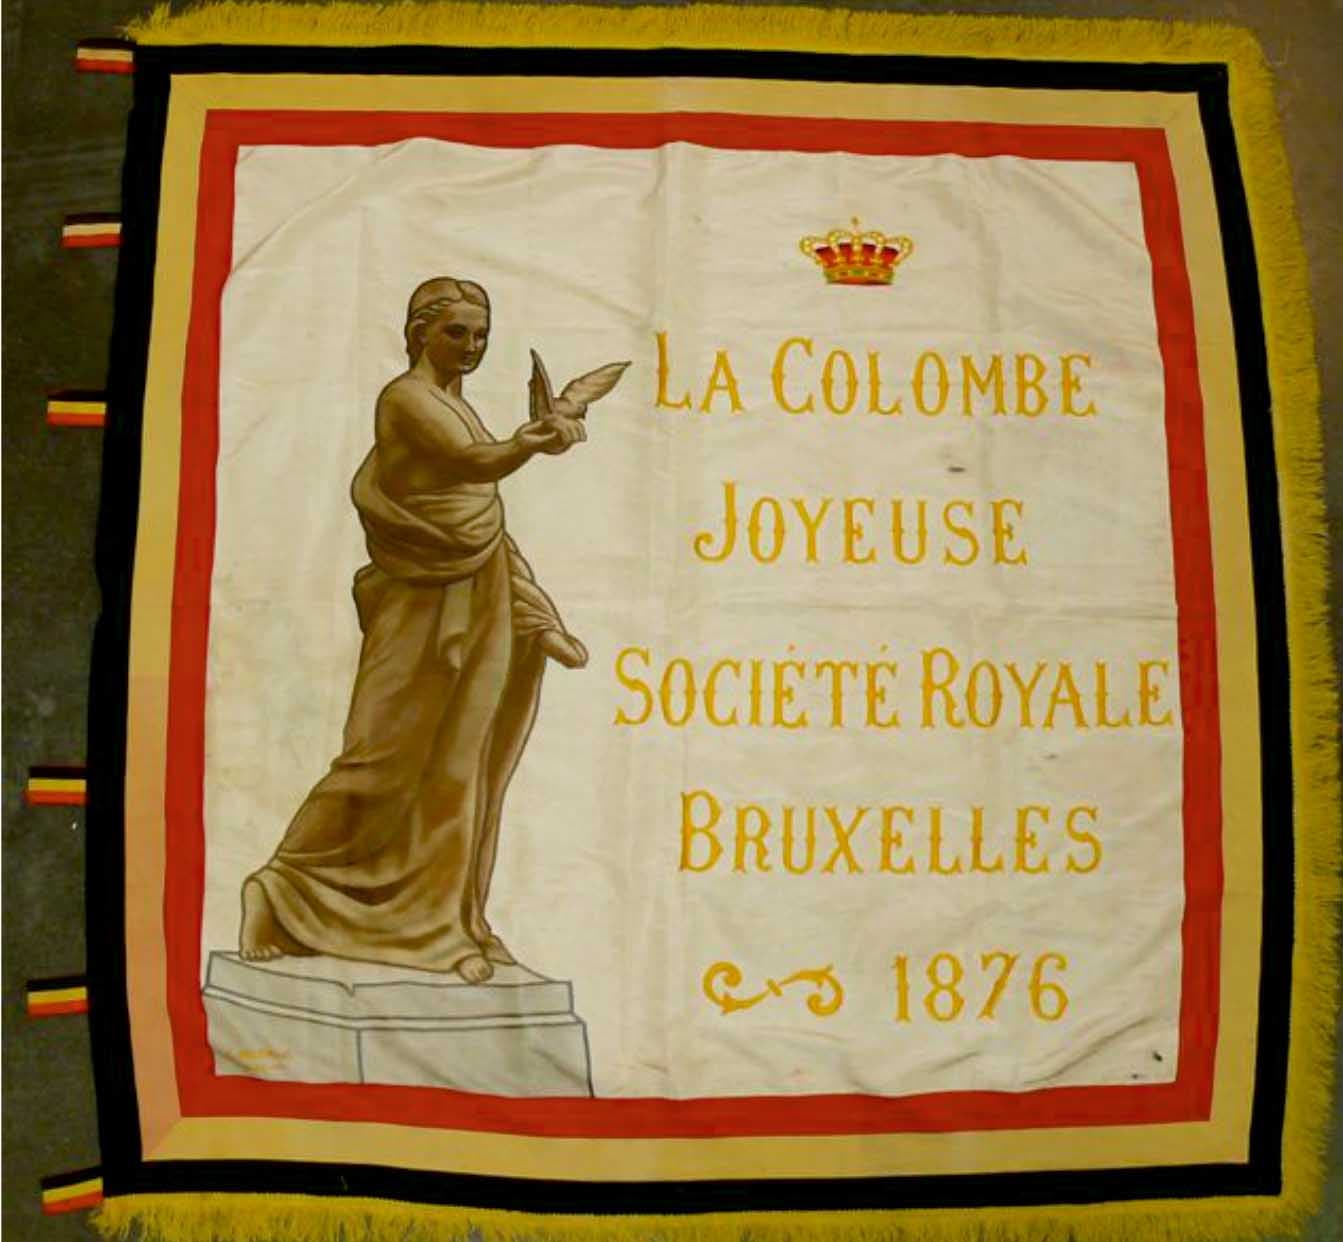 LA COLOMBE
JOYEUSE
SOCIÉTÉ ROYALE
BRUXELLES
1876